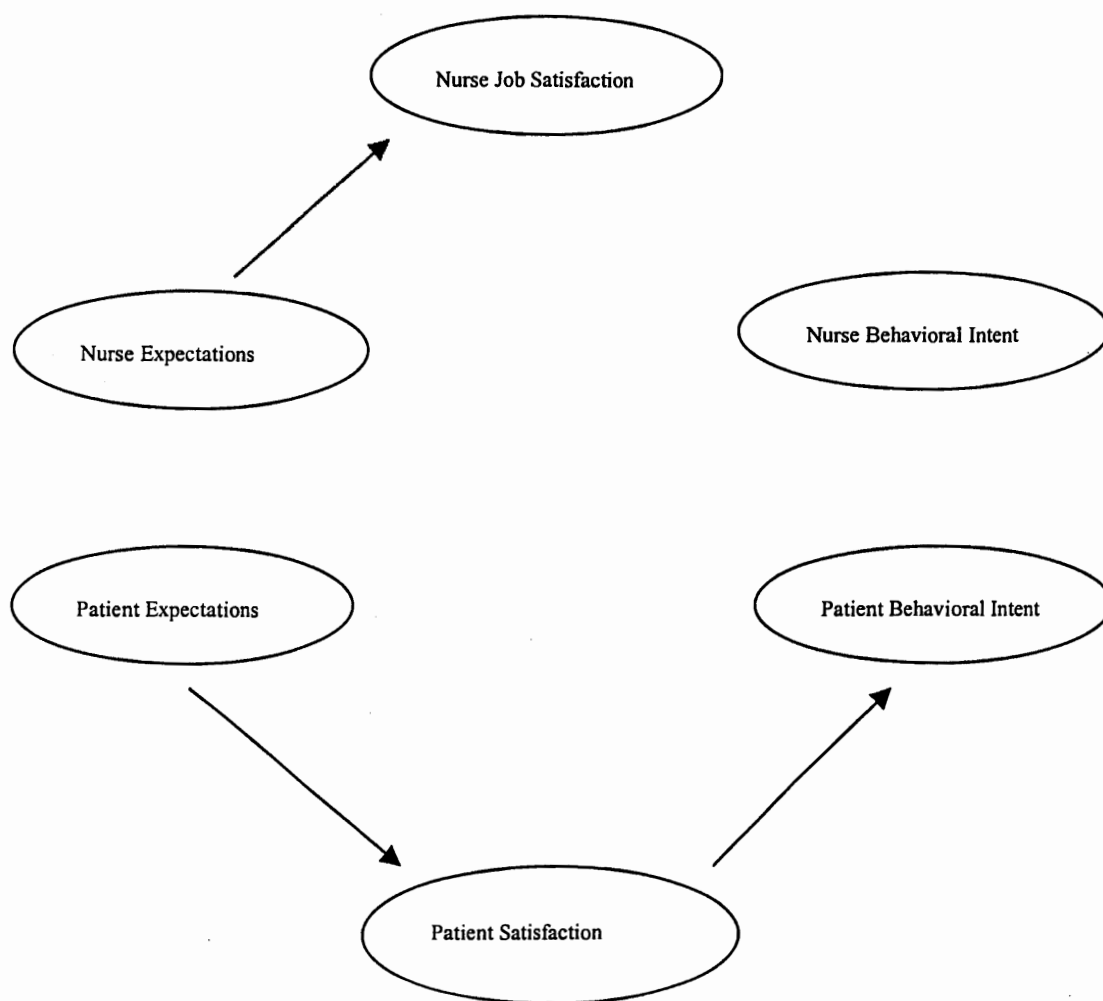 Nurse Job Satisfaction
Nurse Expectations
Nurse Behavioral Intent
Patient Expectations
Patient Behavioral Intent
Patient Satisfaction